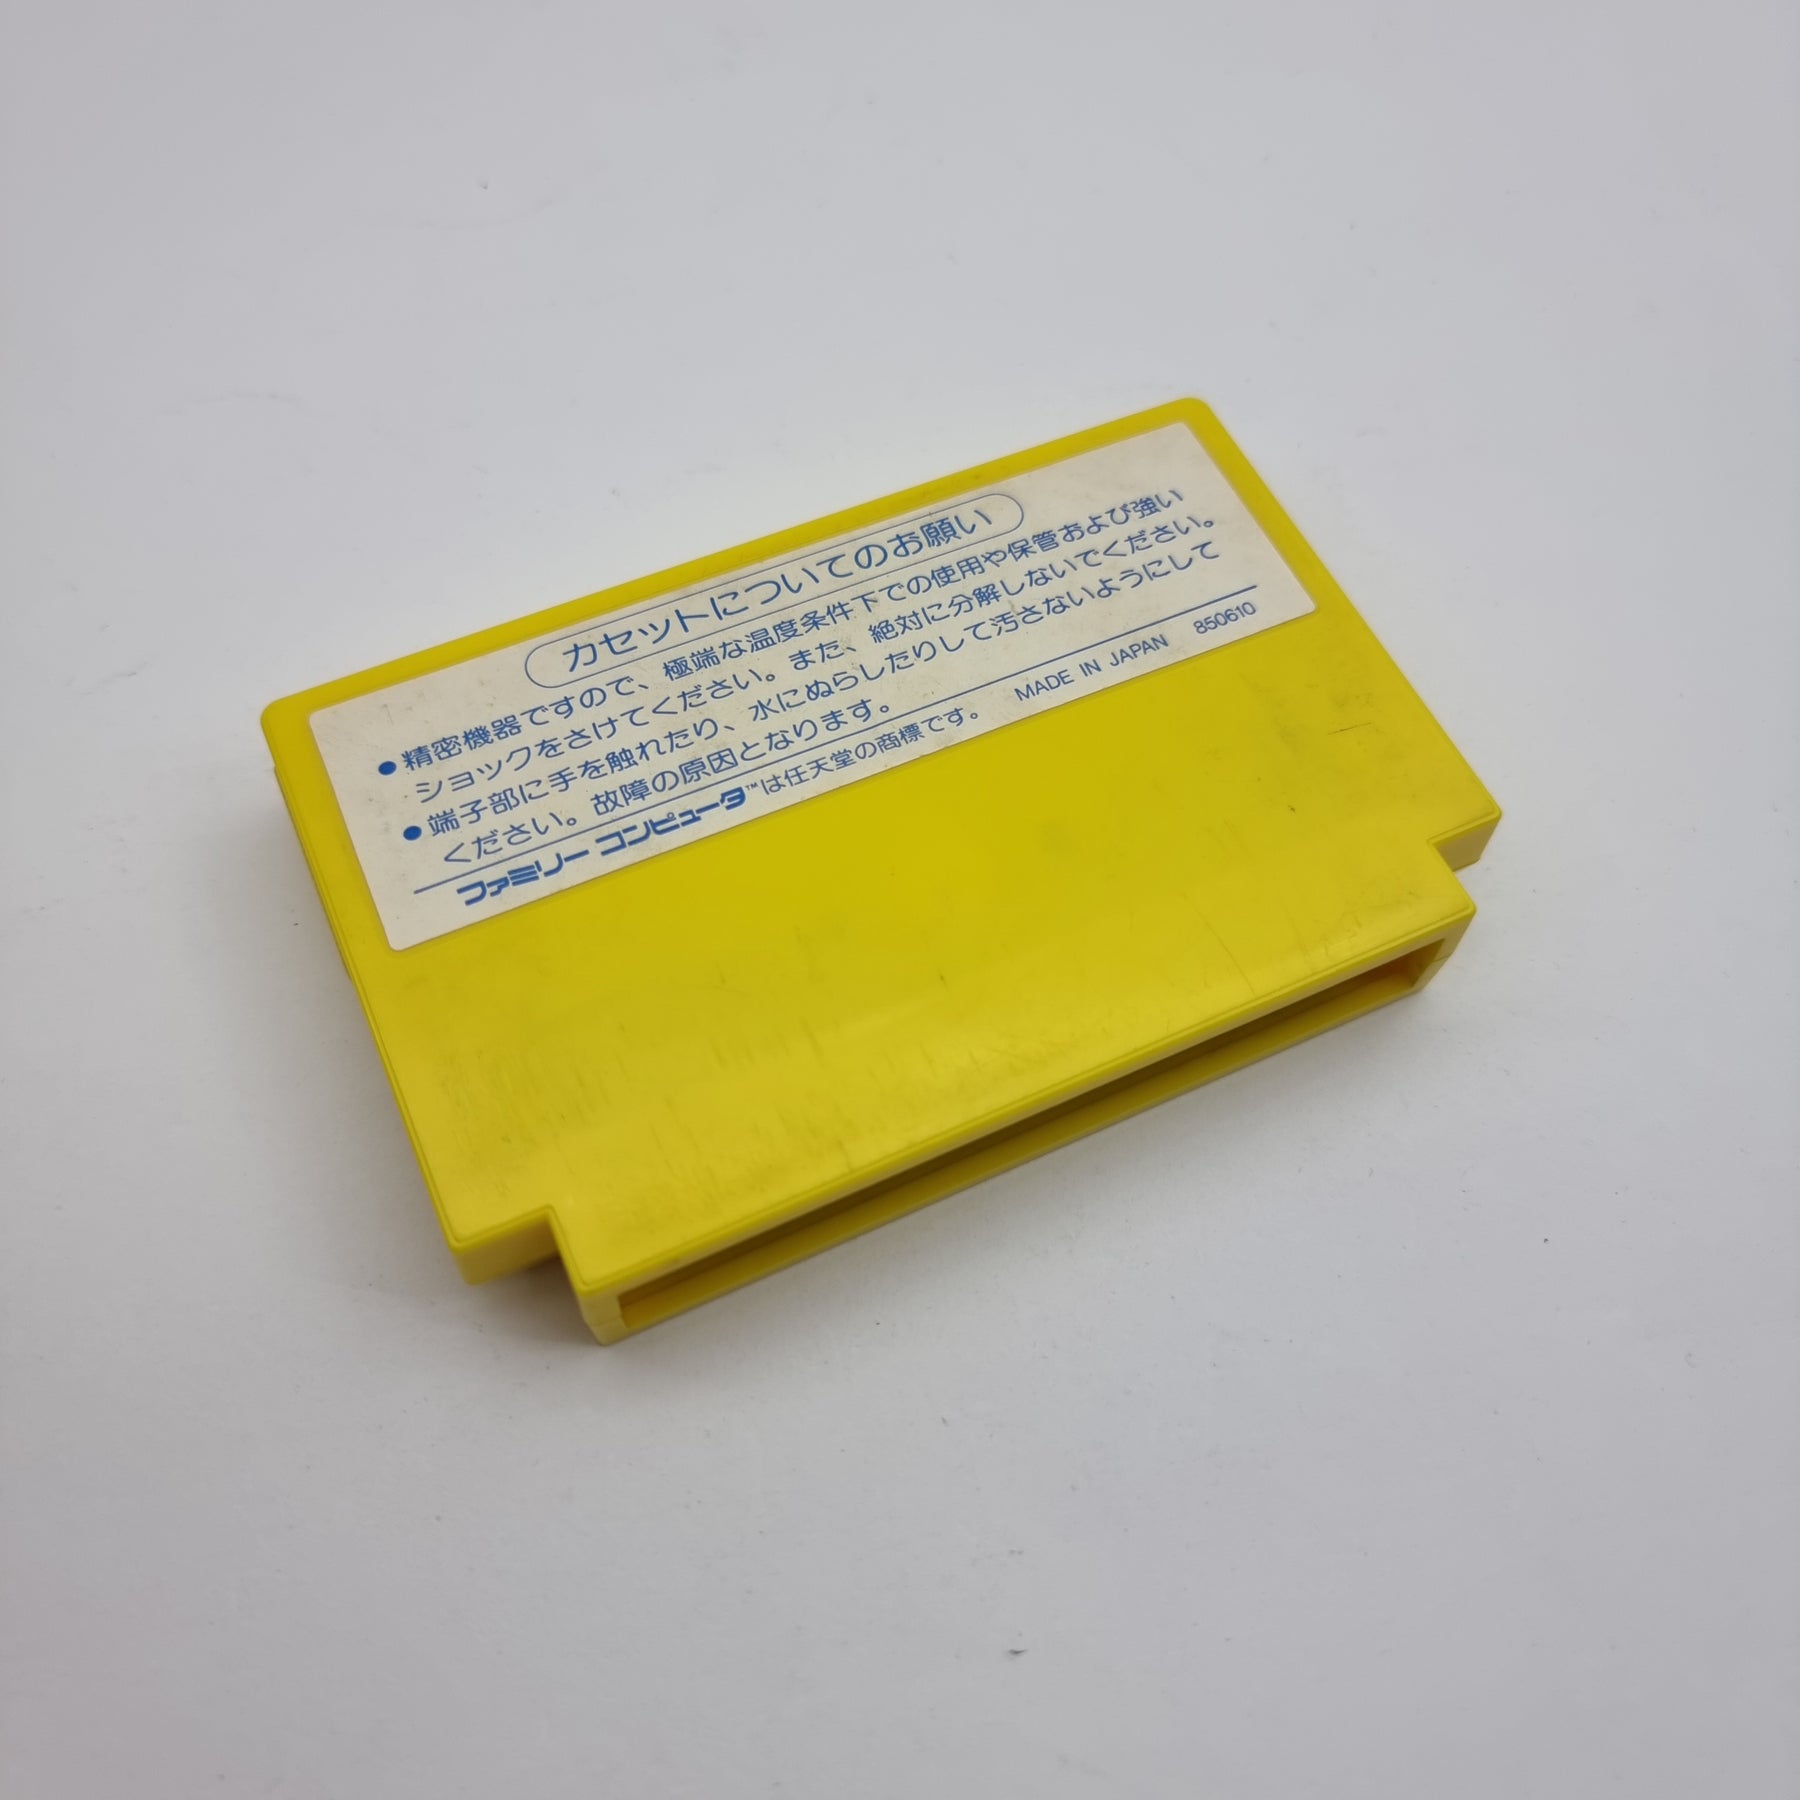 カセットについてのお願い
●精密機器ですので、極端な温度条件下での使用や保管および強い
ショックをさけてください。また、絶対に分解しないでください。
●端子部に手を触れたり、水にぬらしたりして汚さないようにして
ください。故障の原因となります。
ファミリー コンピュータ™は任天堂の商標です。 MADE IN JAPAN 850610